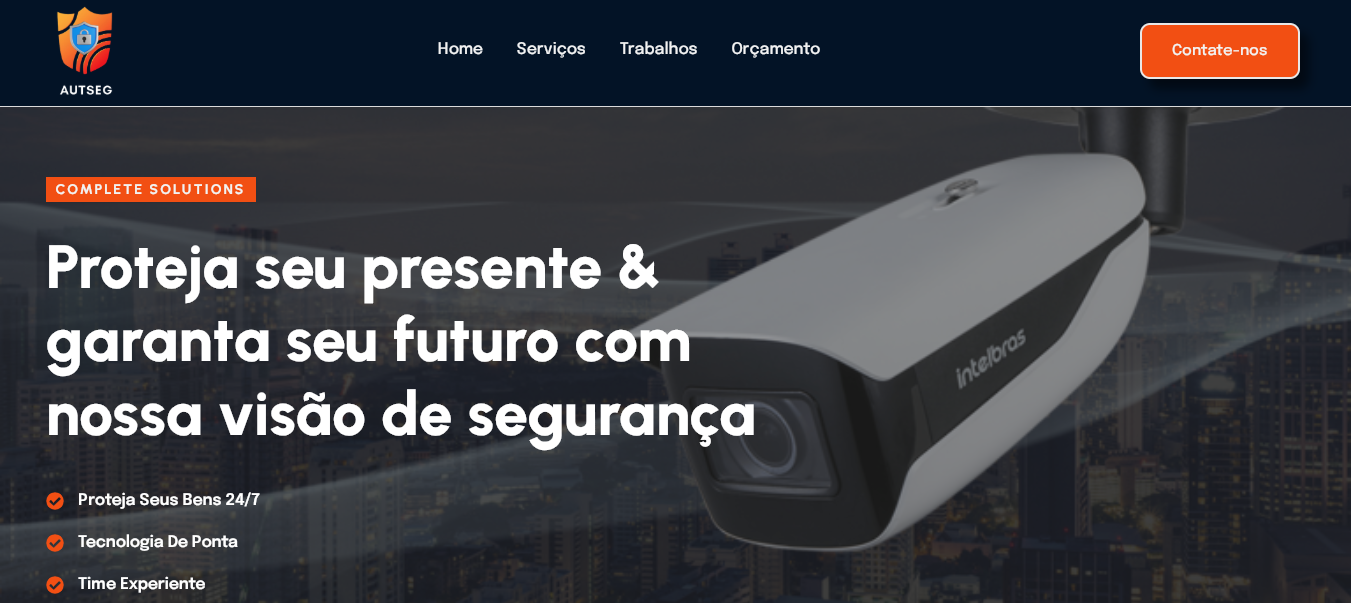 AUTSEG
Home
Serviços
Trabalhos
Orçamento
Contate-nos
COMPLETE SOLUTIONS
Proteja seu presente &
garanta seu futuro com
nossa visão de segurança
intelbras
Proteja Seus Bens 24/7
Tecnologia De Ponta
Time Experiente